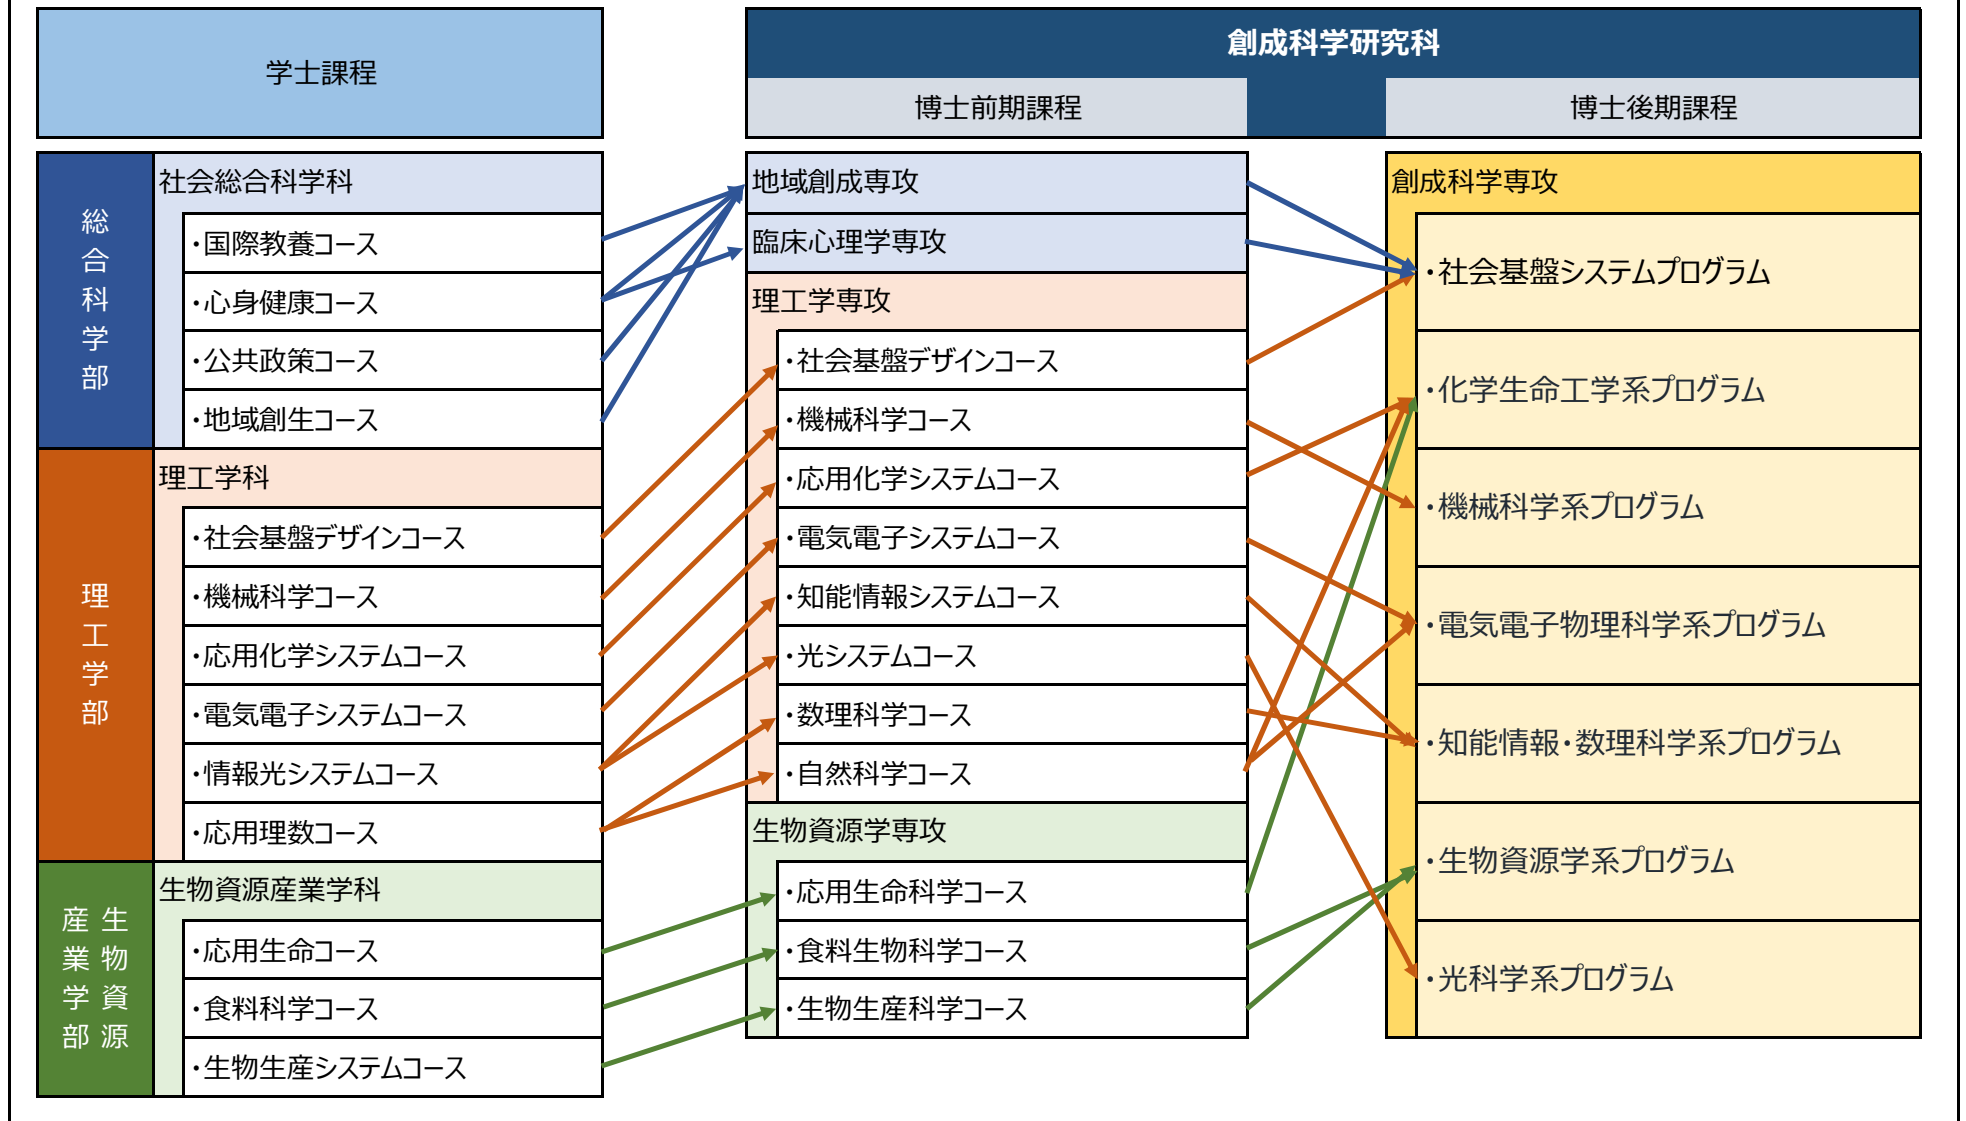 学士課程
創成科学研究科
博士前期課程
博士後期課程
総合科学部
社会総合科学科
・国際教養コース
・心身健康コース
・公共政策コース
・地域創生コース
理工学部
理工学科
・社会基盤デザインコース
・機械科学コース
・応用化学システムコース
・電気電子システムコース
・情報光システムコース
・応用理数コース
生物資源
産業学部
生物資源産業学科
・応用生命コース
・食料科学コース
・生物生産システムコース
地域創成専攻
臨床心理学専攻
理工学専攻
・社会基盤デザインコース
・機械科学コース
・応用化学システムコース
・電気電子システムコース
・知能情報システムコース
・光システムコース
・数理科学コース
・自然科学コース
生物資源学専攻
・応用生命科学コース
・食料生物科学コース
・生物生産科学コース
創成科学専攻
・社会基盤システムプログラム
・化学生命工学系プログラム
・機械科学系プログラム
・電気電子物理科学系プログラム
・知能情報・数理科学系プログラム
・生物資源学系プログラム
・光科学系プログラム